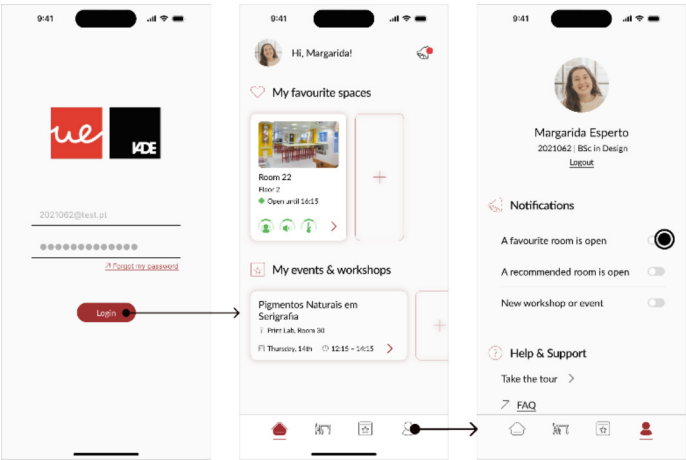 9:41
ue
IADE
2021062@test.pt
Forgot my password
Login
9:41
Hi, Margarida!
My favourite spaces
Room 22
Floor 2
Open until 16:15
My events & workshops
Pigmentos Naturais em
Serigrafia
Print Lab, Room 30
Thursday, 14th 12:15 - 14:15
9:41
Margarida Esperto
2021062 | BSc in Design
Logout
Notifications
A favourite room is open
A recommended room is open
New workshop or event
Help & Support
Take the tour
FAQ